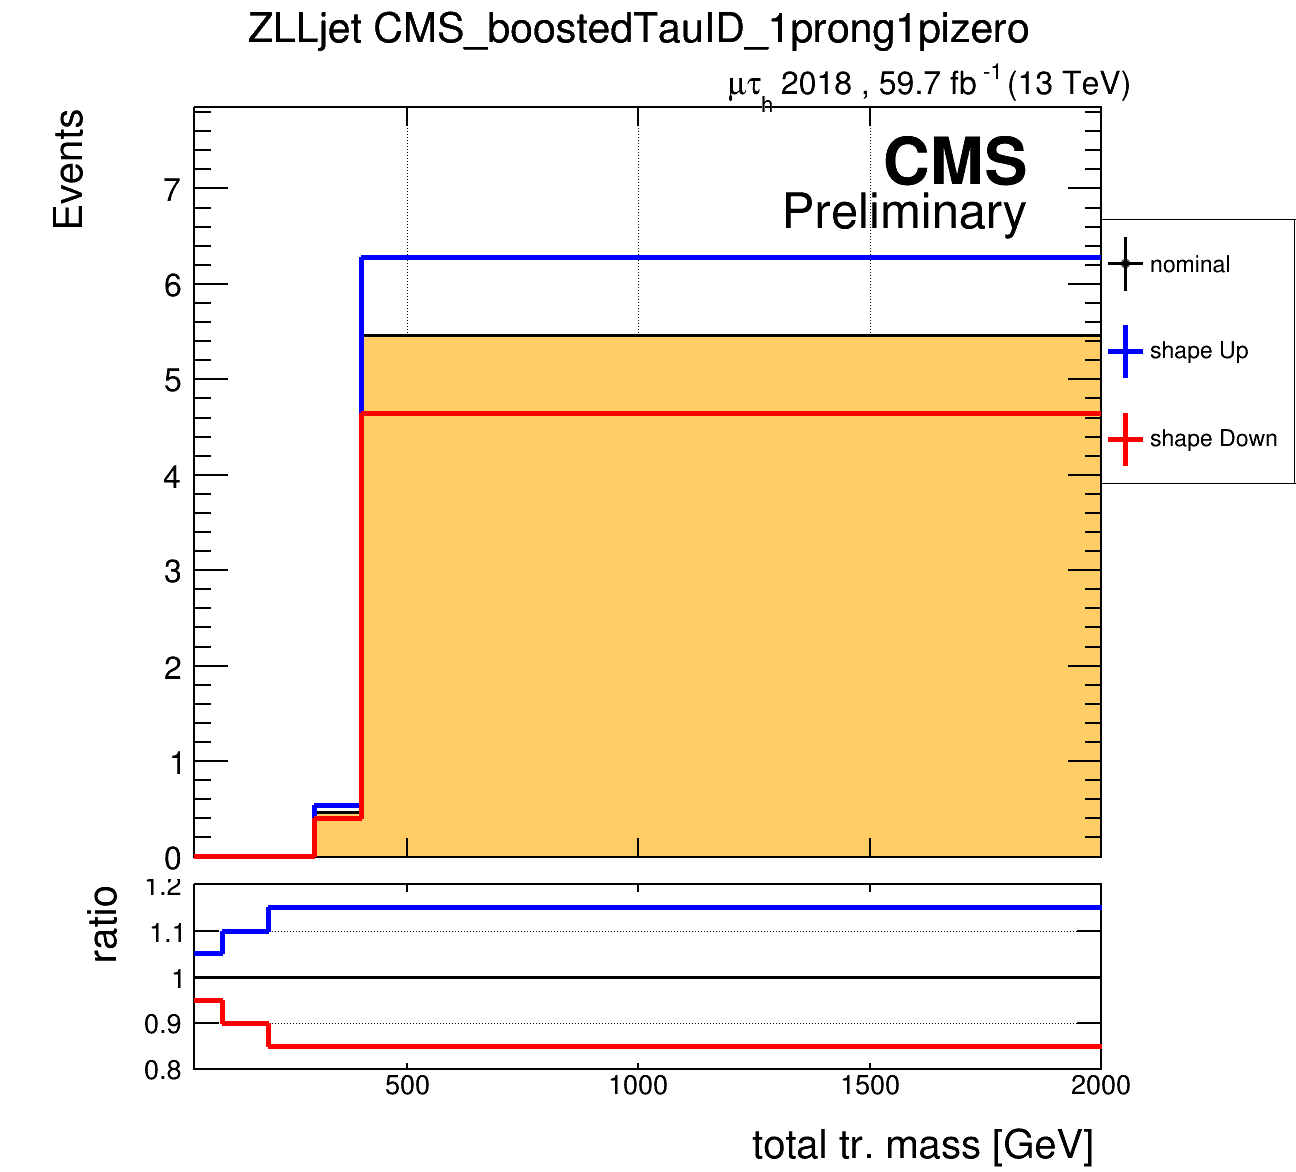 ZLLjet CMS_boostedTauID_1prong1pizero
μτh 2018 , 59.7 fb-1 (13 TeV)
Events
CMS
Preliminary
7
6
5
4
3
2
1
0
nominal
shape Up
shape Down
ratio
1.2
1.1
1
0.9
0.8
500 1000 1500 2000
total tr. mass [GeV]